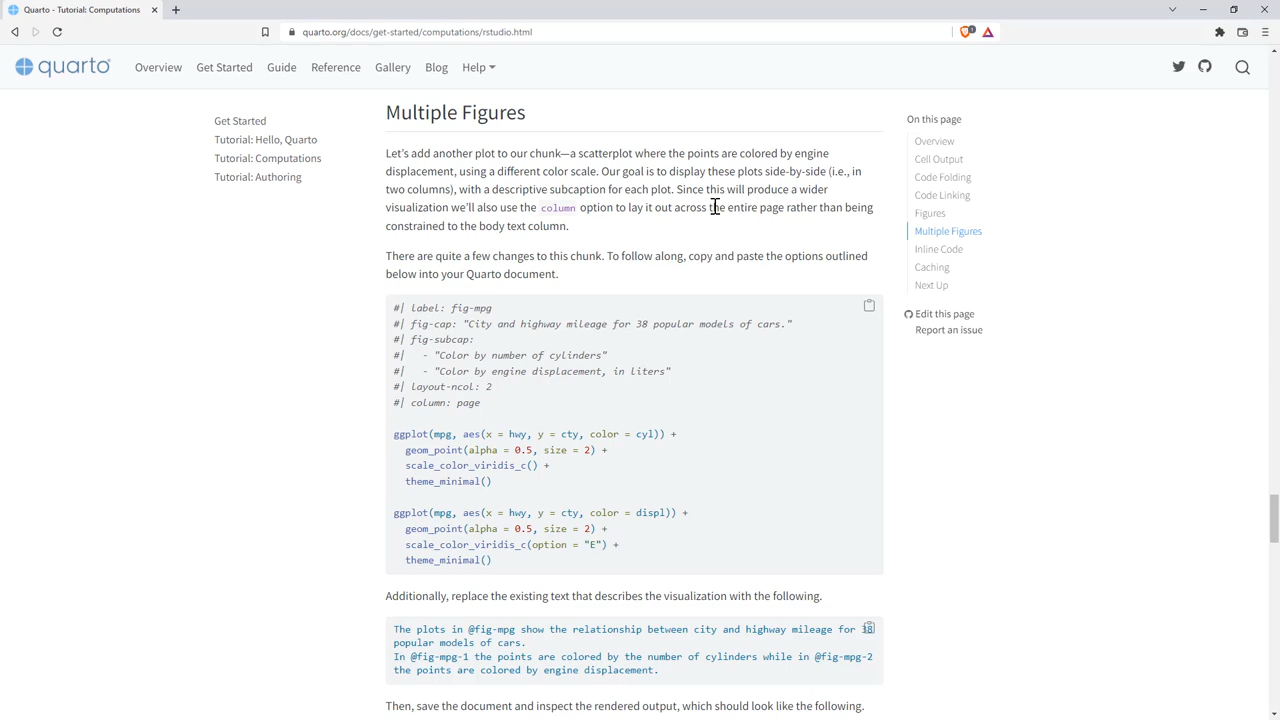 Quarto - Tutorial: Computations
quarto.org/docs/get-started/computations/rstudio.html
quarto
Overview
Get Started
Guide
Reference
Gallery
Blog
Help
Get Started
Tutorial: Hello, Quarto
Tutorial: Computations
Tutorial: Authoring
Multiple Figures
Let's add another plot to our chunk—a scatterplot where the points are colored by engine
displacement, using a different color scale. Our goal is to display these plots side-by-side (i.e., in
two columns), with a descriptive subcaption for each plot. Since this will produce a wider
visualization we'll also use the column option to lay it out across the entire page rather than being
constrained to the body text column.
There are quite a few changes to this chunk. To follow along, copy and paste the options outlined
below into your Quarto document.
#| label: fig-mpg
#| fig-cap: "City and highway mileage for 38 popular models of cars."
#| fig-subcap:
#|   - "Color by number of cylinders"
#|   - "Color by engine displacement, in liters"
#| layout-ncol: 2
#| column: page
ggplot(mpg, aes(x = hwy, y = cty, color = cyl)) +
  geom_point(alpha = 0.5, size = 2) +
  scale_color_viridis_c() +
  theme_minimal()
ggplot(mpg, aes(x = hwy, y = cty, color = displ)) +
  geom_point(alpha = 0.5, size = 2) +
  scale_color_viridis_c(option = "E") +
  theme_minimal()
Additionally, replace the existing text that describes the visualization with the following.
The plots in @fig-mpg show the relationship between city and highway mileage for 38
popular models of cars.
In @fig-mpg-1 the points are colored by the number of cylinders while in @fig-mpg-2
the points are colored by engine displacement.
Then, save the document and inspect the rendered output, which should look like the following.
On this page
Overview
Cell Output
Code Folding
Code Linking
Figures
Multiple Figures
Inline Code
Caching
Next Up
Edit this page
Report an issue